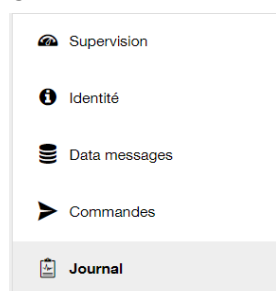 Supervision
Identité
Data messages
Commandes
Journal